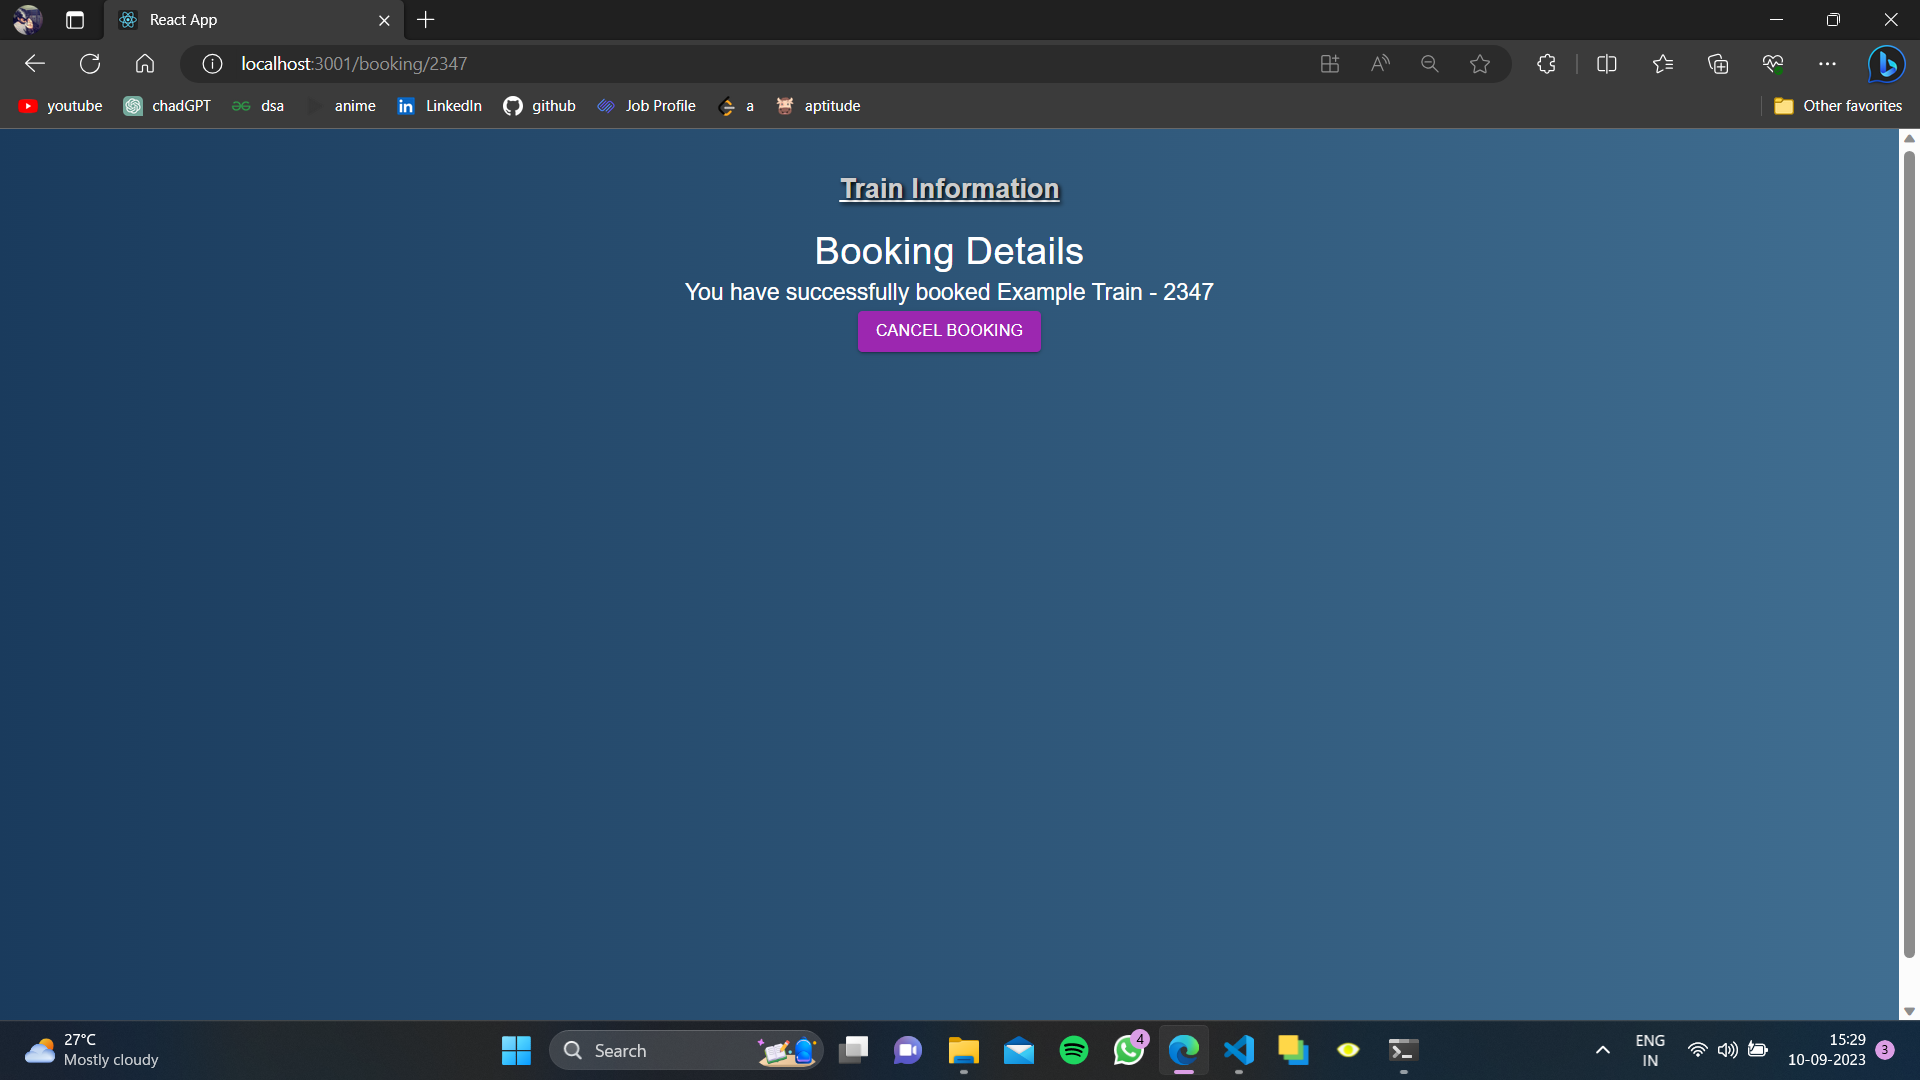 React App
localhost:3001/booking/2347
youtube
chadGPT
dsa
anime
LinkedIn
github
Job Profile
a
aptitude
Other favorites
Train Information
Booking Details
You have successfully booked Example Train - 2347
CANCEL BOOKING
27°C
Mostly cloudy
Search
4
ENG
IN
15:29
10-09-2023
3